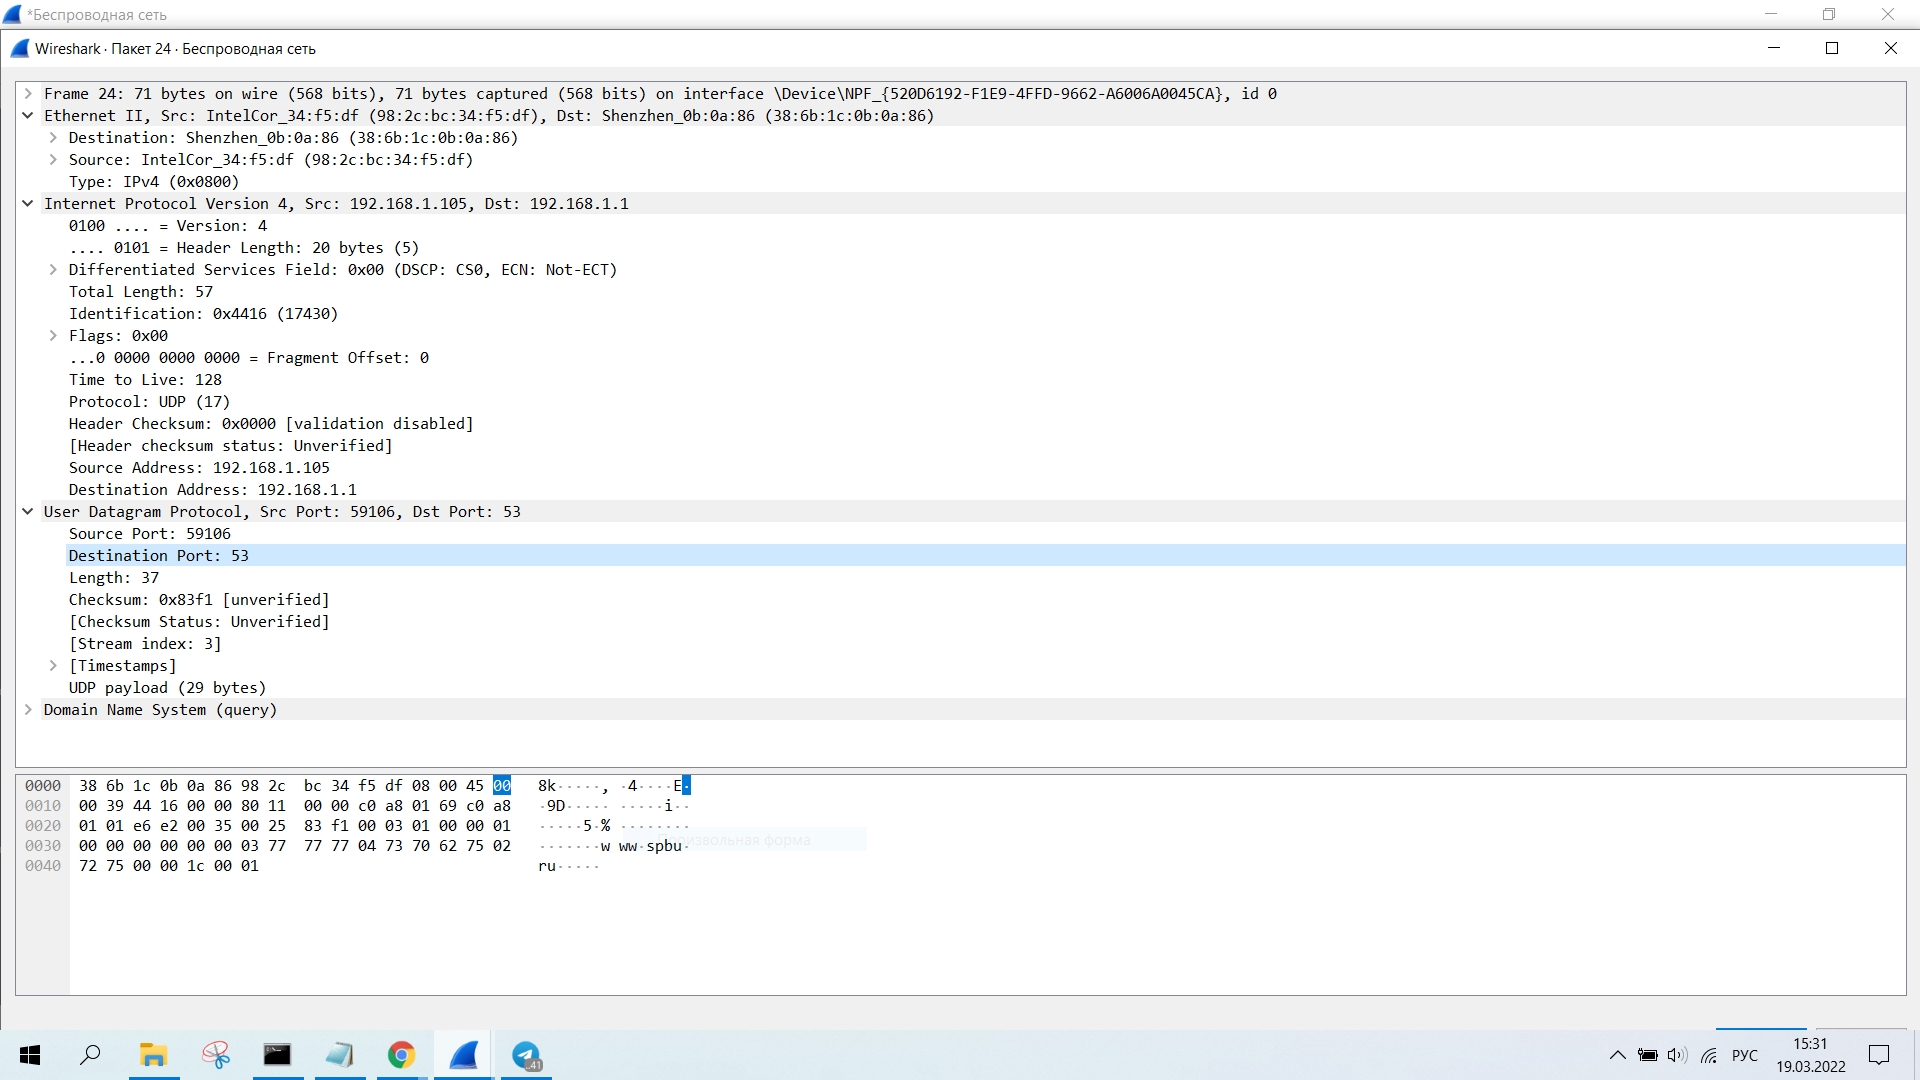 *Беспроводная сеть
Wireshark · Пакет 24 · Беспроводная сеть
Frame 24: 71 bytes on wire (568 bits), 71 bytes captured (568 bits) on interface \Device\NPF_{520D6192-F1E9-4FFD-9662-A6006A0045CA}, id 0
Ethernet II, Src: IntelCor_34:f5:df (98:2c:bc:34:f5:df), Dst: Shenzhen_0b:0a:86 (38:6b:1c:0b:0a:86)
Destination: Shenzhen_0b:0a:86 (38:6b:1c:0b:0a:86)
Source: IntelCor_34:f5:df (98:2c:bc:34:f5:df)
Type: IPv4 (0x0800)
Internet Protocol Version 4, Src: 192.168.1.105, Dst: 192.168.1.1
0100 .... = Version: 4
.... 0101 = Header Length: 20 bytes (5)
Differentiated Services Field: 0x00 (DSCP: CS0, ECN: Not-ECT)
Total Length: 57
Identification: 0x4416 (17430)
Flags: 0x00
...0 0000 0000 0000 = Fragment Offset: 0
Time to Live: 128
Protocol: UDP (17)
Header Checksum: 0x0000 [validation disabled]
[Header checksum status: Unverified]
Source Address: 192.168.1.105
Destination Address: 192.168.1.1
User Datagram Protocol, Src Port: 59106, Dst Port: 53
Source Port: 59106
Destination Port: 53
Length: 37
Checksum: 0x83f1 [unverified]
[Checksum Status: Unverified]
[Stream index: 3]
[Timestamps]
UDP payload (29 bytes)
Domain Name System (query)
0000 38 6b 1c 0b 0a 86 98 2c bc 34 f5 df 08 00 45 00 8k·····, ·4····E·
0010 00 39 44 16 00 00 80 11 00 00 c0 a8 01 69 c0 a8 ·9D····· ·····i··
0020 01 01 e6 e2 00 35 00 25 83 f1 00 03 01 00 00 01 ·····5·% ········
0030 00 00 00 00 00 00 03 77 77 77 04 73 70 62 75 02 ·······w ww·spbu·
0040 72 75 00 00 1c 00 01 ru·····
Произвольная форма
41
РУС
15:31
19.03.2022